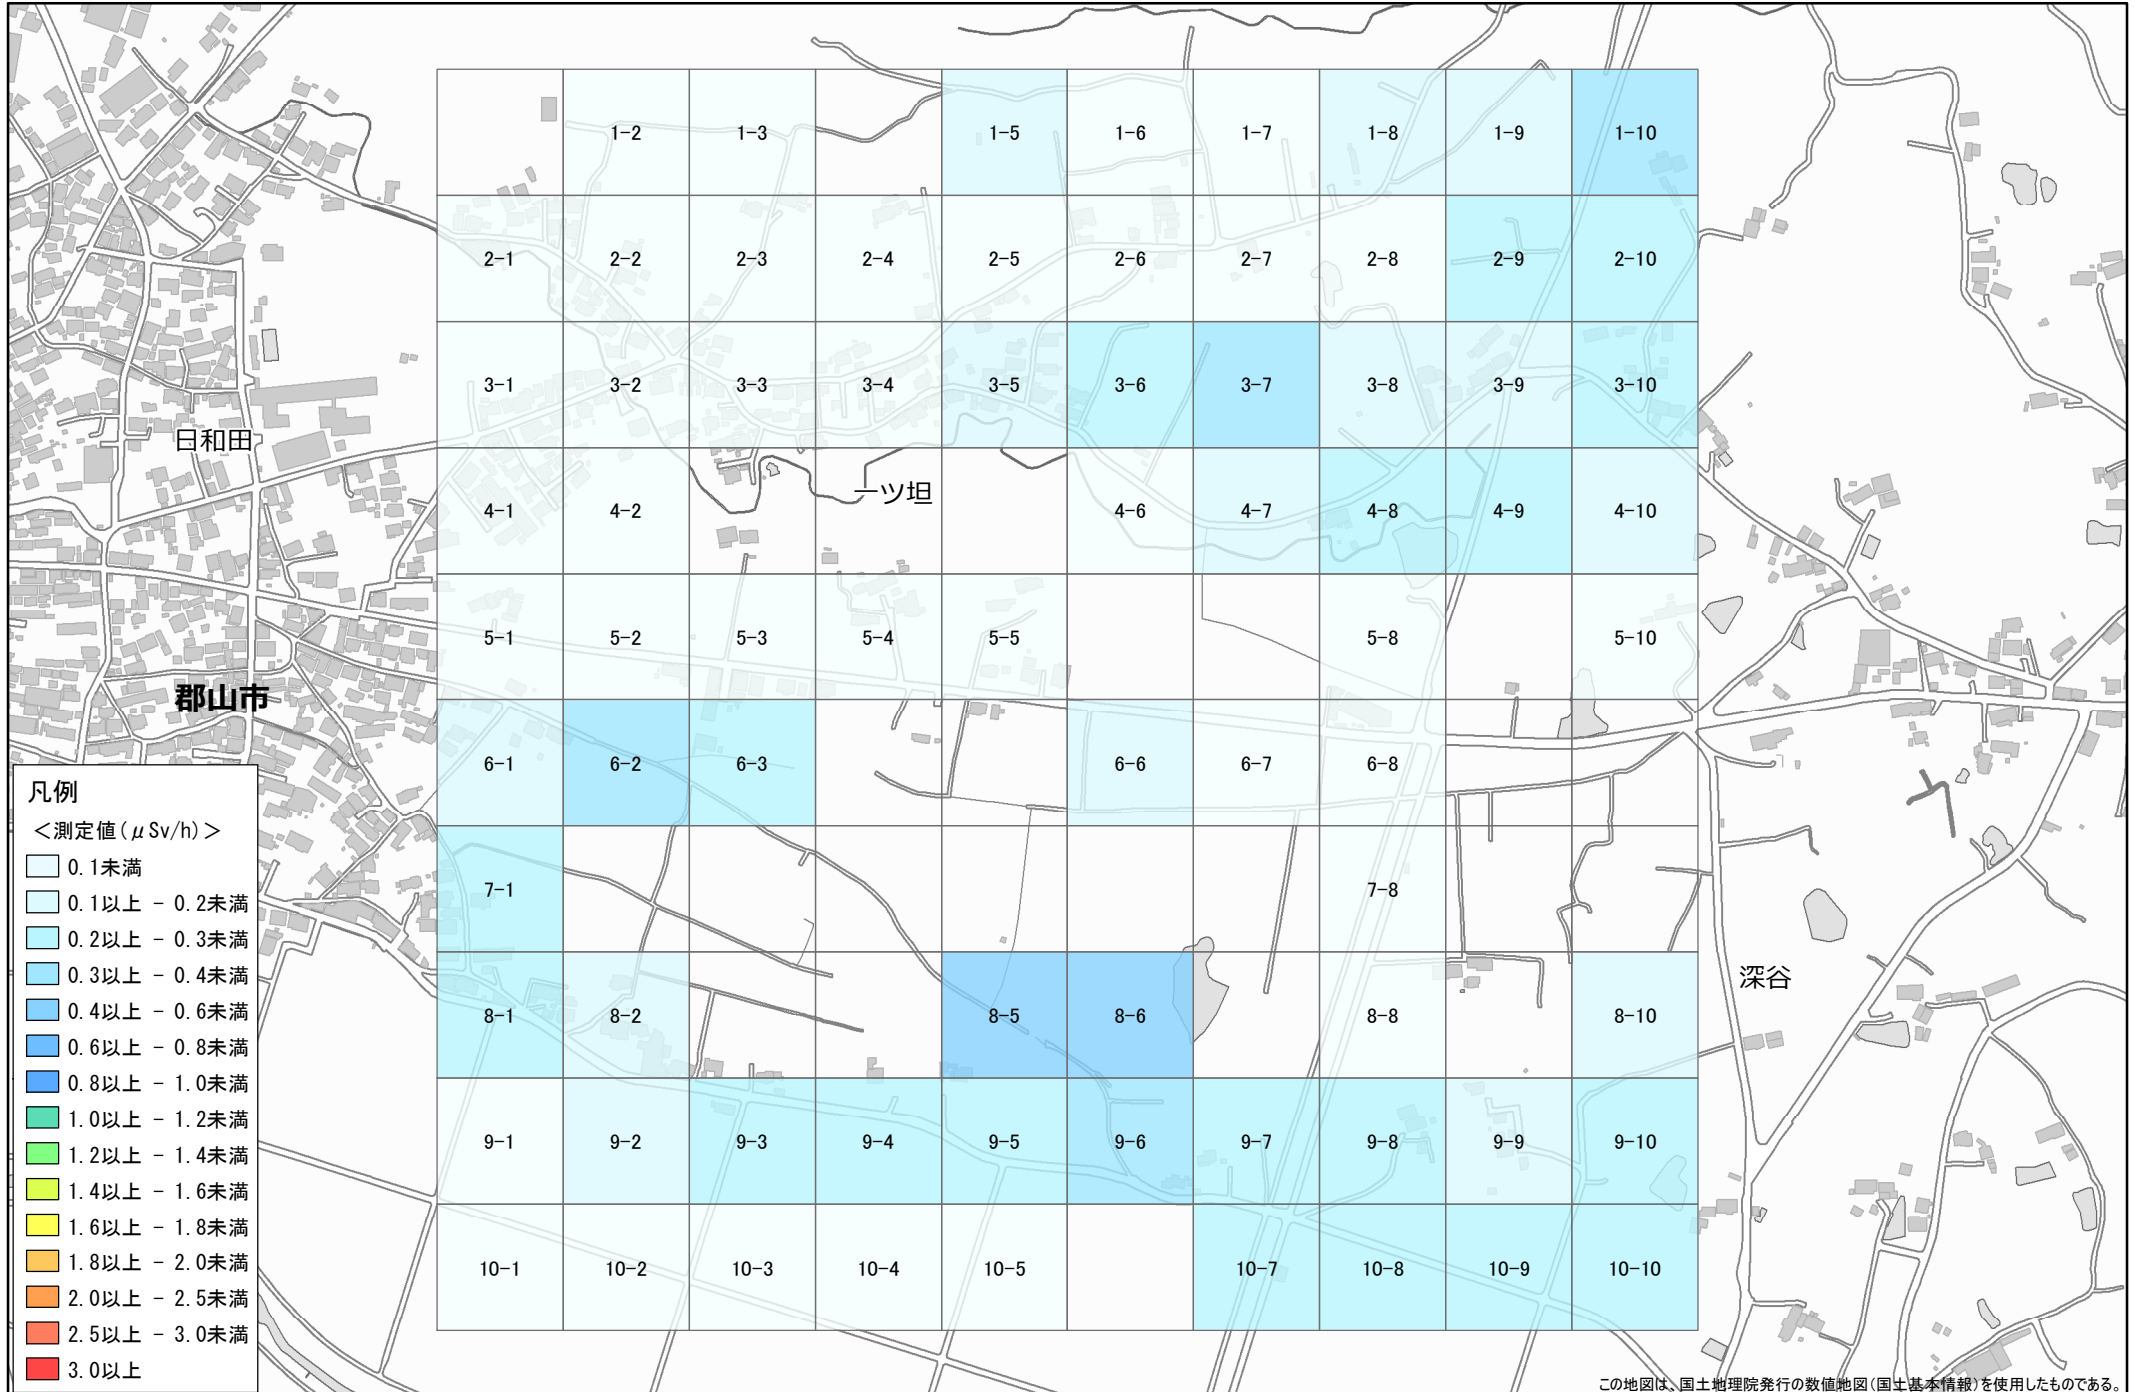 1-2 1-3 1-5 1-6 1-7 1-8 1-9 1-10
2-1 2-2 2-3 2-4 2-5 2-6 2-7 2-8 2-9 2-10
3-1 3-2 3-3 3-4 3-5 3-6 3-7 3-8 3-9 3-10
日和田
一ツ坦
4-1 4-2 4-6 4-7 4-8 4-9 4-10
5-1 5-2 5-3 5-4 5-5 5-8 5-10
郡山市
6-1 6-2 6-3 6-6 6-7 6-8
7-1 7-8
深谷
8-1 8-2 8-5 8-6 8-8 8-10
9-1 9-2 9-3 9-4 9-5 9-6 9-7 9-8 9-9 9-10
10-1 10-2 10-3 10-4 10-5 10-7 10-8 10-9 10-10
凡例
＜測定値(μSv/h)＞
0.1未満
0.1以上 - 0.2未満
0.2以上 - 0.3未満
0.3以上 - 0.4未満
0.4以上 - 0.6未満
0.6以上 - 0.8未満
0.8以上 - 1.0未満
1.0以上 - 1.2未満
1.2以上 - 1.4未満
1.4以上 - 1.6未満
1.6以上 - 1.8未満
1.8以上 - 2.0未満
2.0以上 - 2.5未満
2.5以上 - 3.0未満
3.0以上
この地図は、国土地理院発行の数値地図(国土基本情報)を使用したものである。